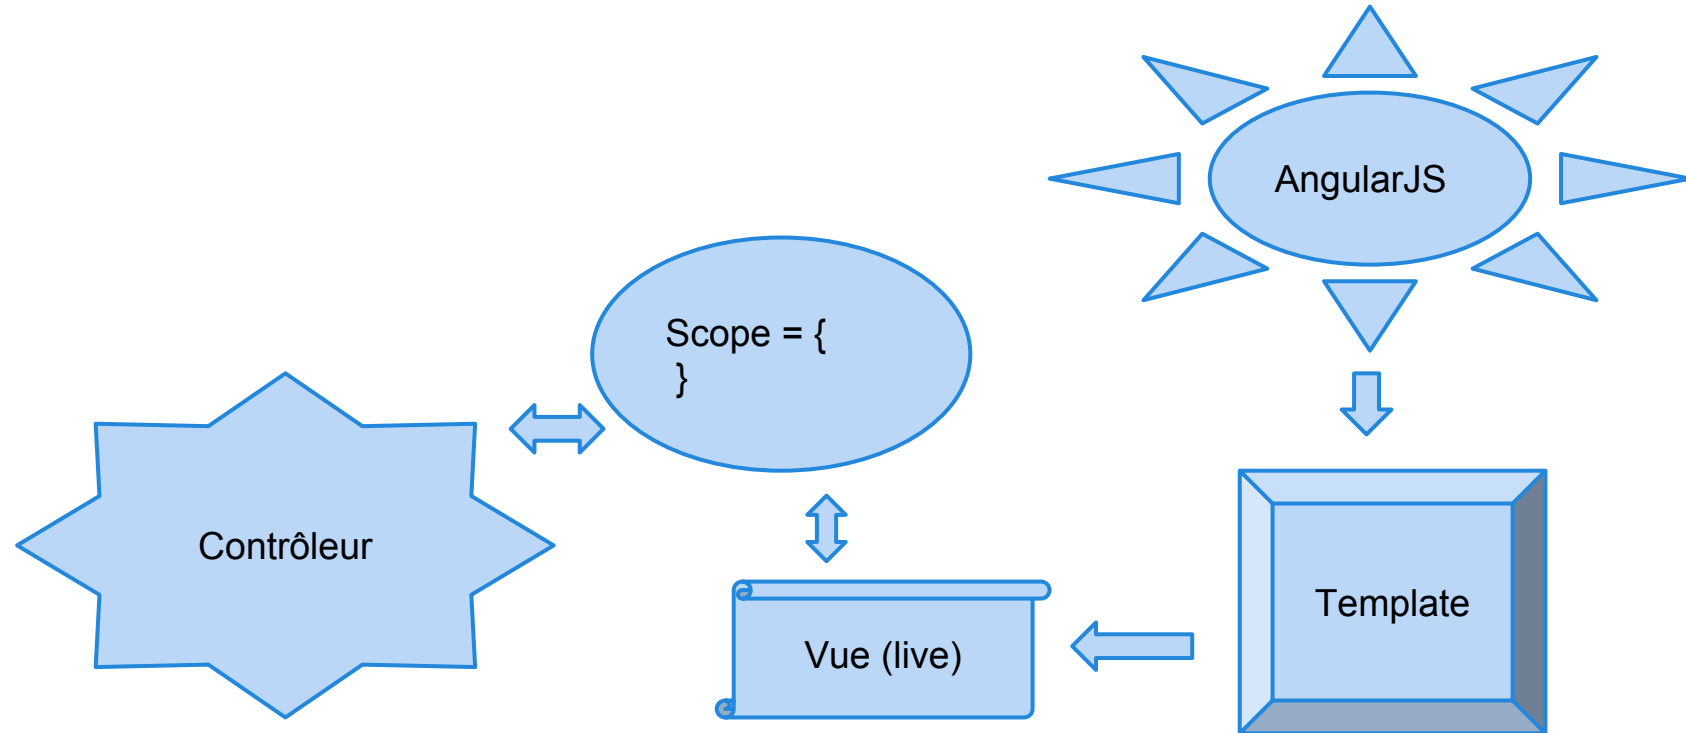 AngularJS
Scope = {
}
Contrôleur
Template
Vue (live)